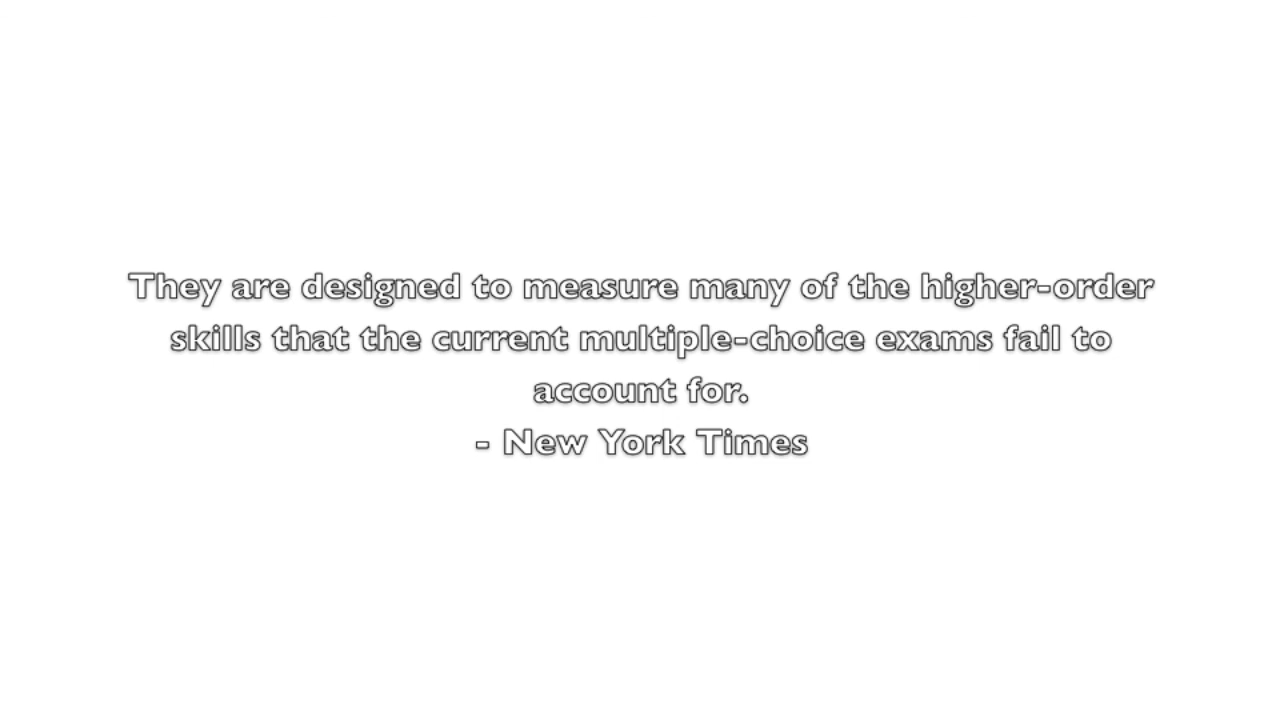 They are designed to measure many of the higher-order
skills that the current multiple-choice exams fail to
account for.
- New York Times